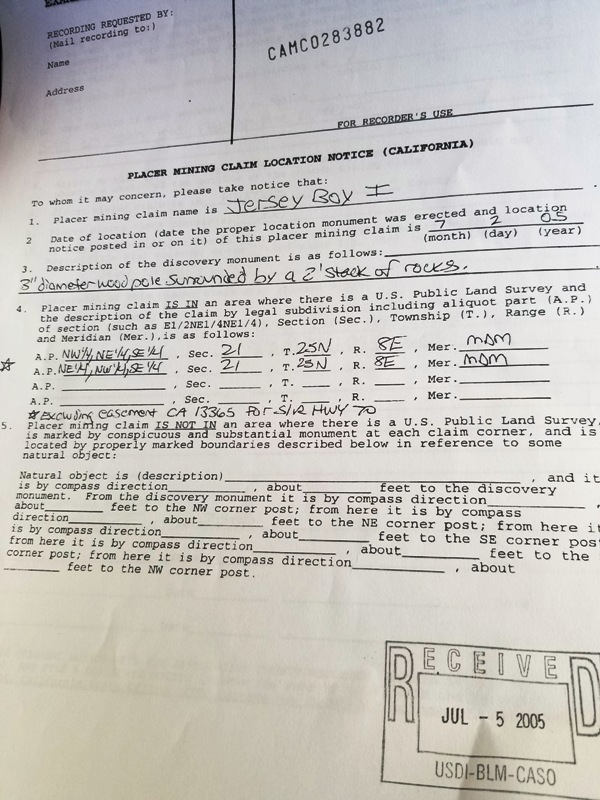 RECORDING REQUESTED BY:
(Mail recording to:)
Name
Address
CAMC0283882
FOR RECORDER'S USE
PLACER MINING CLAIM LOCATION NOTICE (CALIFORNIA)
To whom it may concern, please take notice that:
1. Placer mining claim name is Jersey Boy I.
2 Date of location (date the proper location monument was erected and location
notice posted in or on it) of this placer mining claim is 7 2 05
(month) (day) (year)
3. Description of the discovery monument is as follows:
3" diameter wood pole surrounded by a 2' stack of rocks.
4. Placer mining claim IS IN an area where there is a U.S. Public Land Survey and
the description of the claim by legal subdivision including aliquot part (A.P.)
of section (such as E1/2NE1/4NE1/4), Section (Sec.), Township (T.), Range (R.)
and Meridian (Mer.), is as follows:
A.P. NW1/4, NE1/4, SE1/4, Sec. 21, T. 25N, R. 8E, Mer. MDM
☆ A.P. NE1/4, NW1/4, SE1/4, Sec. 21, T. 25N, R. 8E, Mer. MDM
A.P. , Sec. , T. , R. , Mer.
A.P. , Sec. , T. , R. , Mer.
☆ Excluding easement CA 13365 for S/R HWY 70
5. Placer mining claim IS NOT IN an area where there is a U.S. Public Land Survey,
is marked by conspicuous and substantial monument at each claim corner, and is
located by properly marked boundaries described below in reference to some
natural object:
Natural object is (description) , and it
is by compass direction , about feet to the discovery
monument. From the discovery monument it is by compass direction ,
about feet to the NW corner post; from here it is by compass
direction , about feet to the NE corner post; from here it
is by compass direction , about feet to the SE corner post
from here it is by compass direction , about feet to the
corner post; from here it is by compass direction , about
feet to the NW corner post.
RECEIVED
JUL - 5 2005
USDI-BLM-CASO